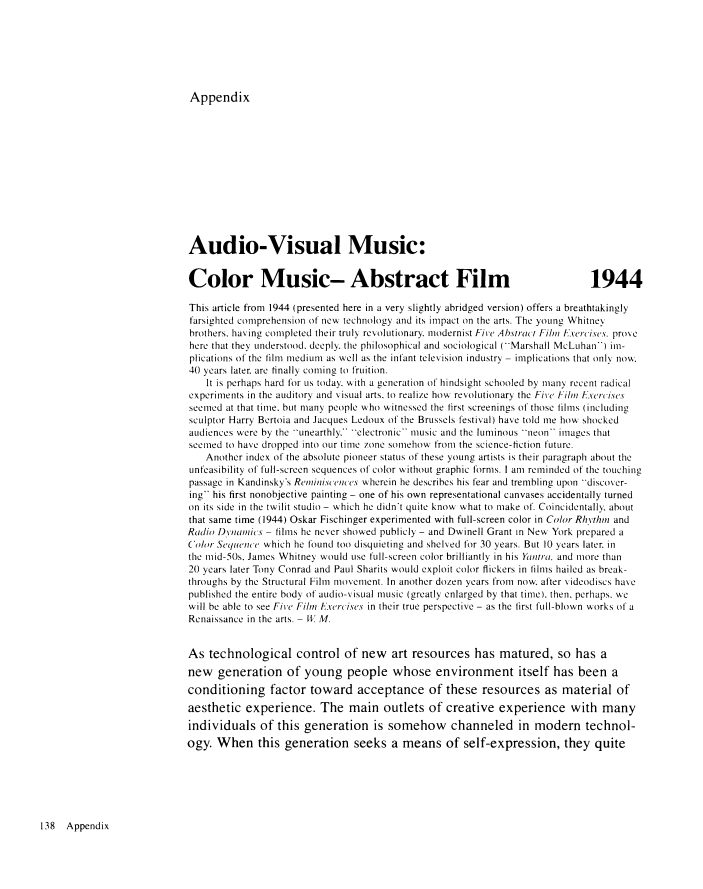 Appendix
Audio-Visual Music:
Color Music– Abstract Film 1944
This article from 1944 (presented here in a very slightly abridged version) offers a breathtakingly
farsighted comprehension of new technology and its impact on the arts. The young Whitney
brothers, having completed their truly revolutionary, modernist Five Abstract Film Exercises, prove
here that they understood, deeply, the philosophical and sociological (“Marshall McLuhan”) im-
plications of the film medium as well as the infant television industry – implications that only now,
40 years later, are finally coming to fruition.
It is perhaps hard for us today, with a generation of hindsight schooled by many recent radical
experiments in the auditory and visual arts, to realize how revolutionary the Five Film Exercises
seemed at that time, but many people who witnessed the first screenings of those films (including
sculptor Harry Bertoia and Jacques Ledoux of the Brussels festival) have told me how shocked
audiences were by the “unearthly,” “electronic” music and the luminous “neon” images that
seemed to have dropped into our time zone somehow from the science-fiction future.
Another index of the absolute pioneer status of these young artists is their paragraph about the
unfeasibility of full-screen sequences of color without graphic forms. I am reminded of the touching
passage in Kandinsky's Reminiscences wherein he describes his fear and trembling upon “discover-
ing” his first nonobjective painting – one of his own representational canvases accidentally turned
on its side in the twilit studio – which he didn't quite know what to make of. Coincidentally, about
that same time (1944) Oskar Fischinger experimented with full-screen color in Color Rhythm and
Radio Dynamics – films he never showed publicly – and Dwinell Grant in New York prepared a
Color Sequence which he found too disquieting and shelved for 30 years. But 10 years later, in
the mid-50s, James Whitney would use full-screen color brilliantly in his Yantra, and more than
20 years later Tony Conrad and Paul Sharits would exploit color flickers in films hailed as break-
throughs by the Structural Film movement. In another dozen years from now, after videodiscs have
published the entire body of audio-visual music (greatly enlarged by that time), then, perhaps, we
will be able to see Five Film Exercises in their true perspective – as the first full-blown works of a
Renaissance in the arts. – W. M.
As technological control of new art resources has matured, so has a
new generation of young people whose environment itself has been a
conditioning factor toward acceptance of these resources as material of
aesthetic experience. The main outlets of creative experience with many
individuals of this generation is somehow channeled in modern technol-
ogy. When this generation seeks a means of self-expression, they quite
138 Appendix